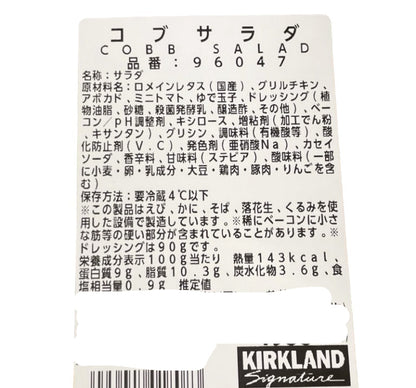 コブサラダ
COBB SALAD
品番:96047
名称:サラダ
原材料名:ロメインレタス(国産)、グリルチキン、
アボカド、ミニトマト、ゆで玉子、ドレッシング(植
物油脂、砂糖、殺菌発酵乳、醸造酢、その他)、ベー
コン/pH調整剤、キシロース、増粘剤(加工でん粉
、キサンタン)、グリシン、調味料(有機酸等)、酸
化防止剤(V.C)、発色剤(亜硝酸Na)、カゼイ
ンソーダ、香辛料、甘味料(ステビア)、酸味料(一部
に小麦・卵・乳成分・大豆・鶏肉・豚肉・りんごを含
む)
保存方法:要冷蔵4℃以下
※この製品はえび、かに、そば、落花生、くるみを使
用した設備で製造しています。※稀にベーコンに小さ
な筋等の硬い部分が含まれていることがあります。※
ドレッシングは90gです。
栄養成分表示100g当たり 熱量143kcal、
蛋白質9g、脂質10.3g、炭水化物3.6g、食
塩相当0.9g 推定値
KIRKLAND
Signature